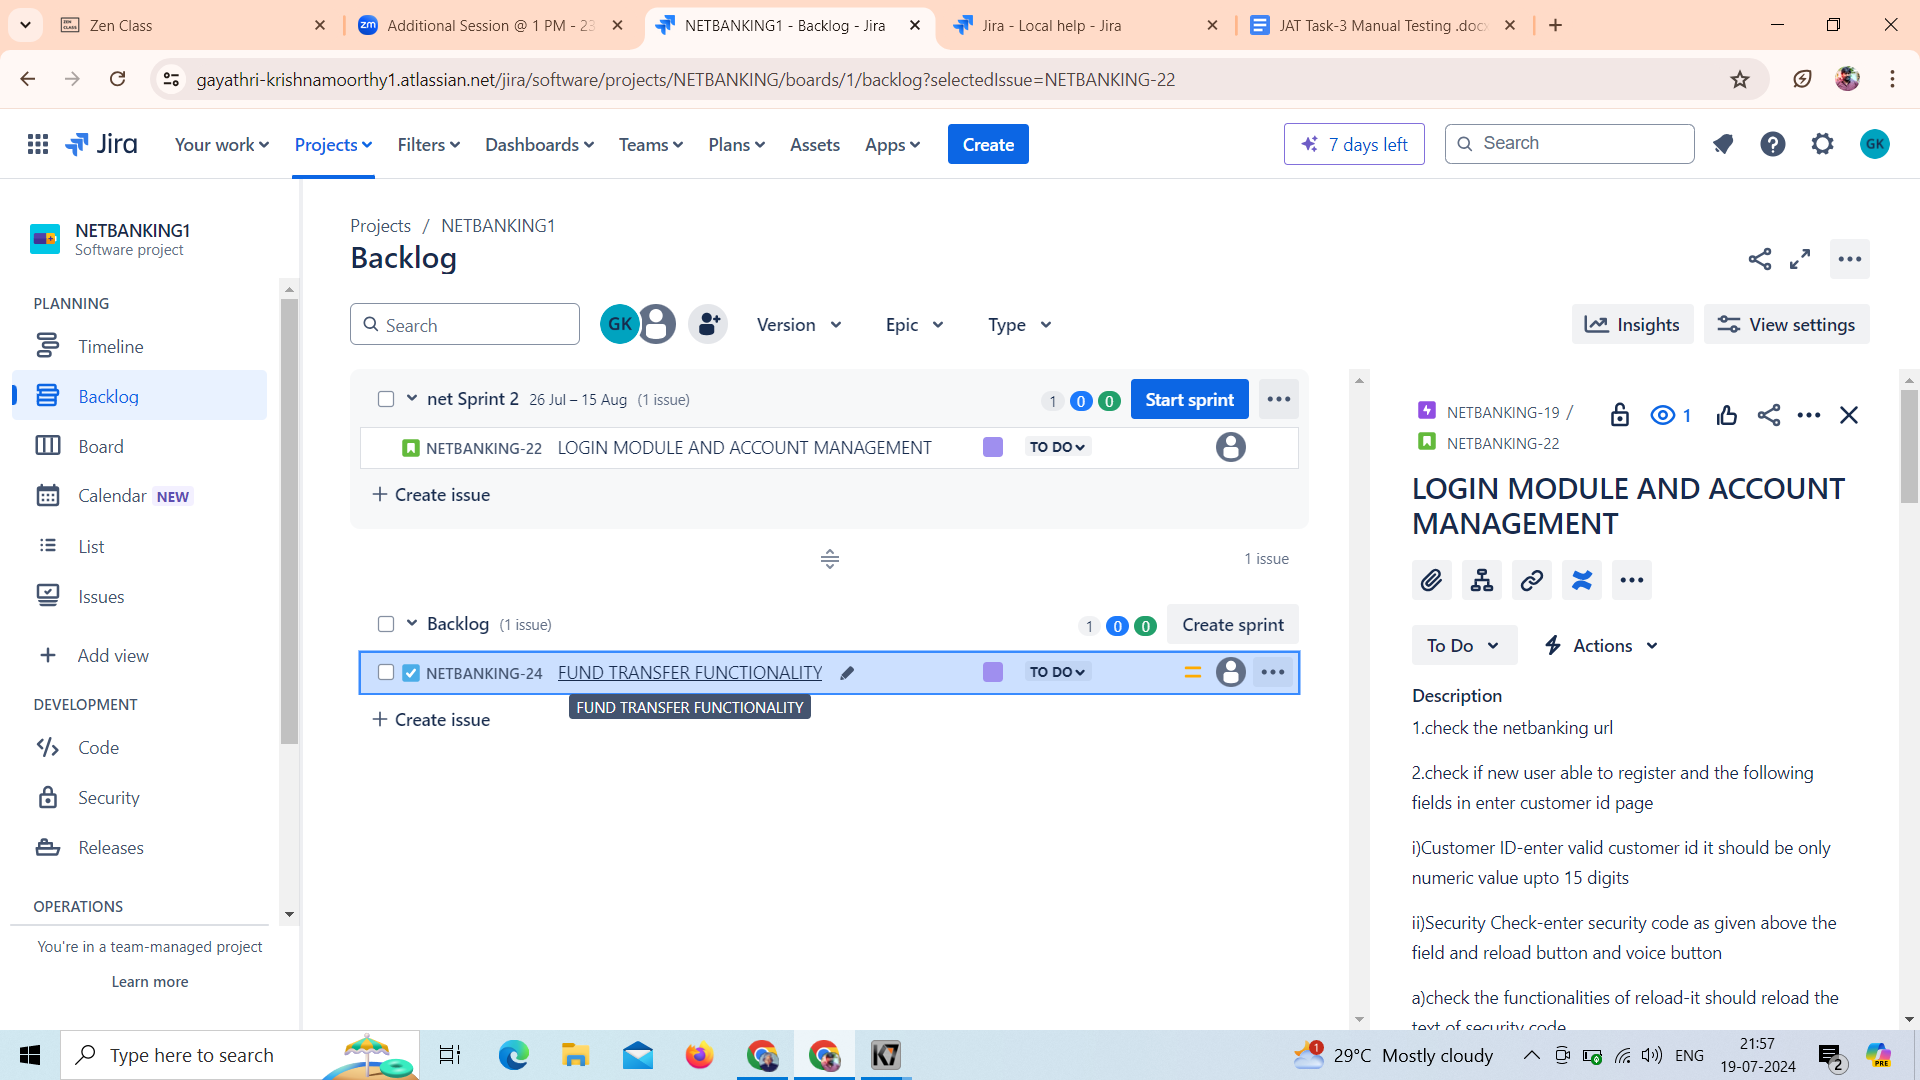 Zen Class
zm Additional Session @ 1 PM - 23
NETBANKING1 - Backlog - Jira
Jira - Local help - Jira
JAT Task-3 Manual Testing .docx
gayathri-krishnamoorthy1.atlassian.net/jira/software/projects/NETBANKING/boards/1/backlog?selectedIssue=NETBANKING-22
Jira
Your work
Projects
Filters
Dashboards
Teams
Plans
Assets
Apps
Create
7 days left
Search
GK
NETBANKING1
Software project
PLANNING
Timeline
Backlog
Board
Calendar NEW
List
Issues
Add view
DEVELOPMENT
Code
Security
Releases
OPERATIONS
You're in a team-managed project
Learn more
Projects / NETBANKING1
Backlog
Search
GK
Version
Epic
Type
Insights
View settings
net Sprint 2 26 Jul – 15 Aug (1 issue)
1 0 0
Start sprint
NETBANKING-22 LOGIN MODULE AND ACCOUNT MANAGEMENT
TO DO
+ Create issue
1 issue
Backlog (1 issue)
1 0 0
Create sprint
NETBANKING-24 FUND TRANSFER FUNCTIONALITY
TO DO
FUND TRANSFER FUNCTIONALITY
+ Create issue
NETBANKING-19 /
NETBANKING-22
1
LOGIN MODULE AND ACCOUNT
MANAGEMENT
To Do
Actions
Description
1.check the netbanking url
2.check if new user able to register and the following
fields in enter customer id page
i)Customer ID-enter valid customer id it should be only
numeric value upto 15 digits
ii)Security Check-enter security code as given above the
field and reload button and voice button
a)check the functionalities of reload-it should reload the
text of security code
Type here to search
1
29°C Mostly cloudy
ENG
21:57
19-07-2024
2
PRE